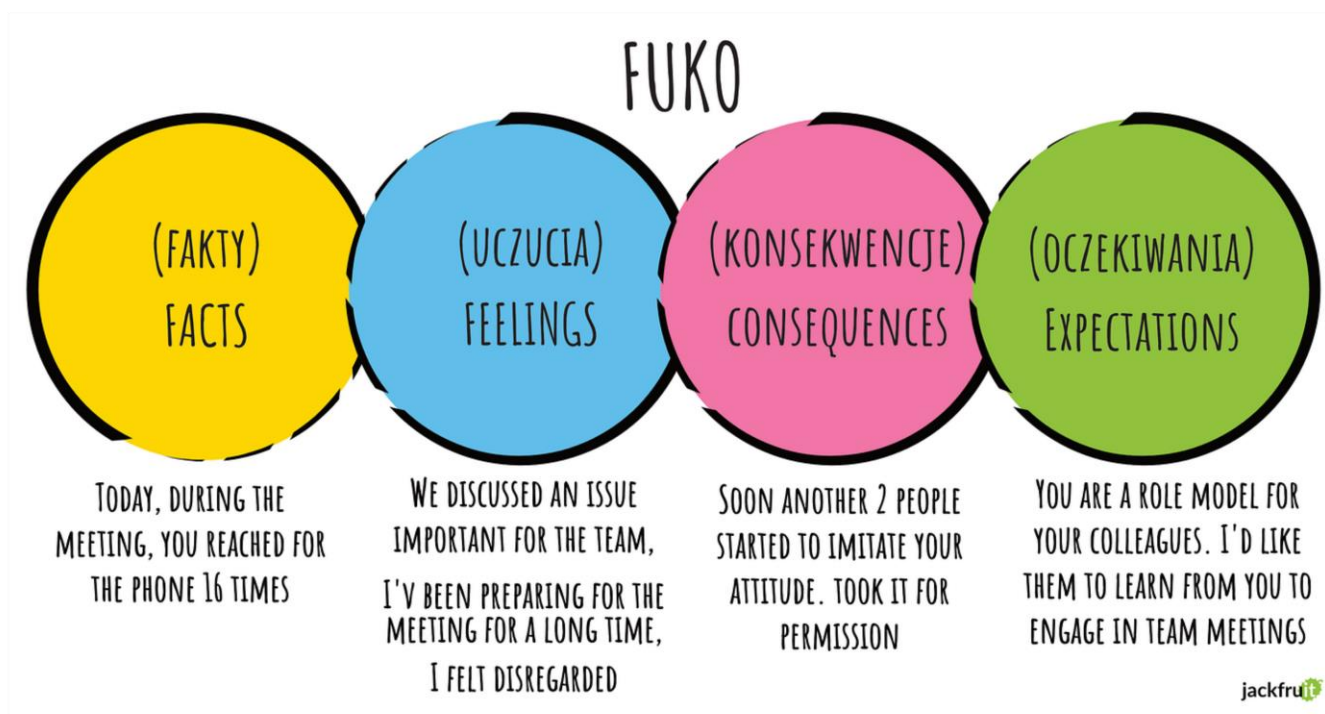 FUKO
(FAKTY)
FACTS
(UCZUCIA)
FEELINGS
(KONSEKWENCJE)
CONSEQUENCES
(OCZEKIWANIA)
EXPECTATIONS
TODAY, DURING THE
MEETING, YOU REACHED FOR
THE PHONE 16 TIMES
WE DISCUSSED AN ISSUE
IMPORTANT FOR THE TEAM,
I'V BEEN PREPARING FOR THE
MEETING FOR A LONG TIME,
I FELT DISREGARDED
SOON ANOTHER 2 PEOPLE
STARTED TO IMITATE YOUR
ATTITUDE. TOOK IT FOR
PERMISSION
YOU ARE A ROLE MODEL FOR
YOUR COLLEAGUES. I'D LIKE
THEM TO LEARN FROM YOU TO
ENGAGE IN TEAM MEETINGS
jackfruit